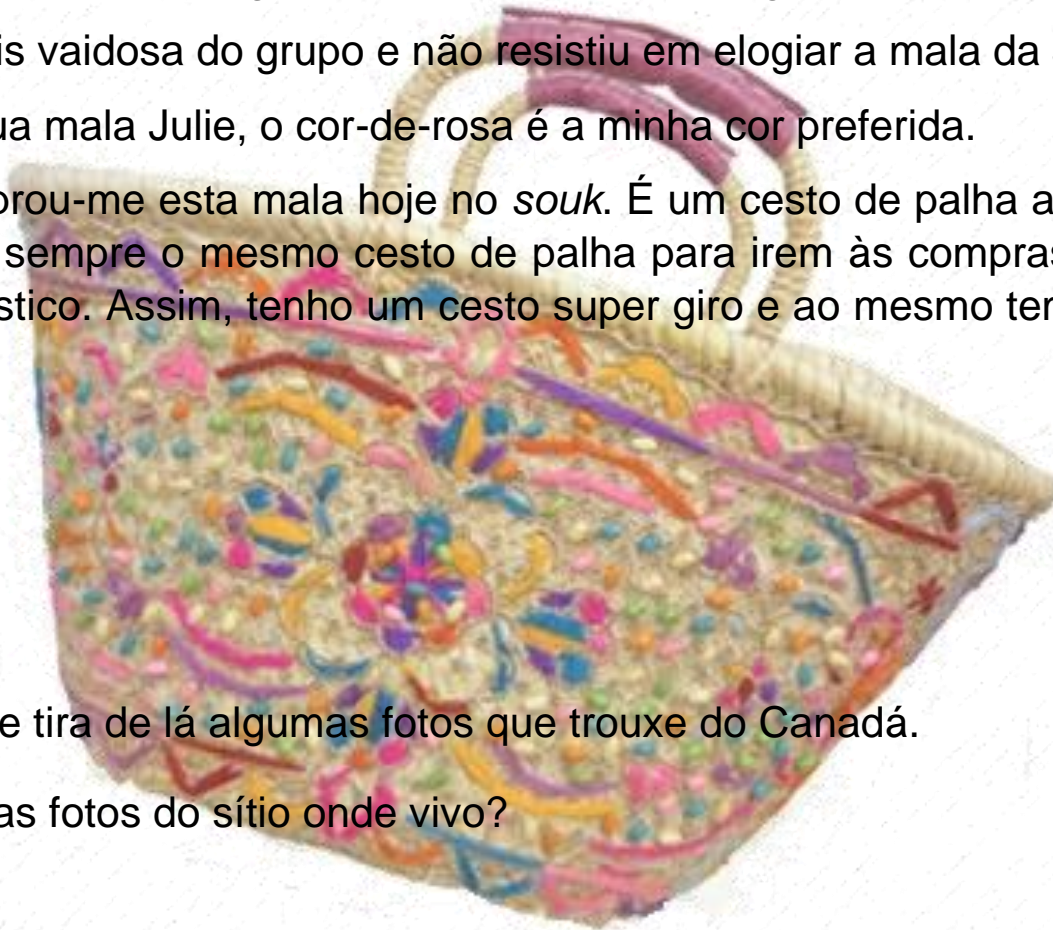 is vaidosa do grupo e não resistiu em elogiar a mala da
ua mala Julie, o cor-de-rosa é a minha cor preferida.
orou-me esta mala hoje no souk. É um cesto de palha a
sempre o mesmo cesto de palha para irem às compras
stico. Assim, tenho um cesto super giro e ao mesmo te
e tira de lá algumas fotos que trouxe do Canadá.
as fotos do sítio onde vivo?